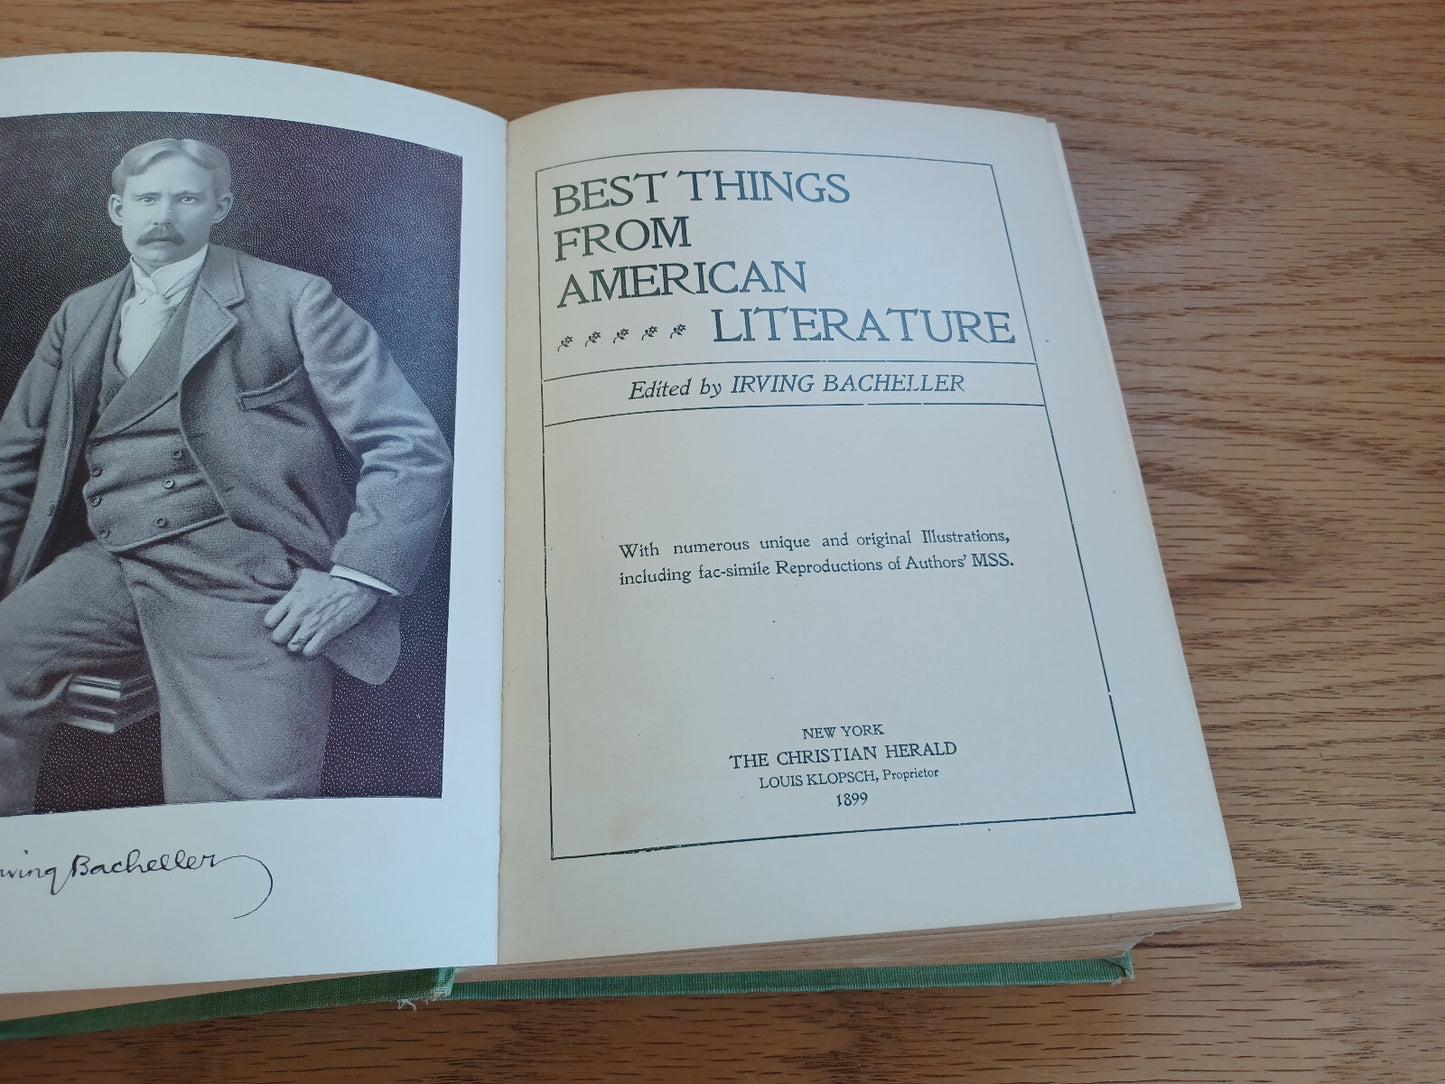 BEST THINGS
FROM
AMERICAN
LITERATURE
Edited by IRVING BACHELLER
With numerous unique and original Illustrations,
including fac-simile Reproductions of Authors' MSS.
NEW YORK
THE CHRISTIAN HERALD
LOUIS KLOPSCH, Proprietor
1899
Bacheller